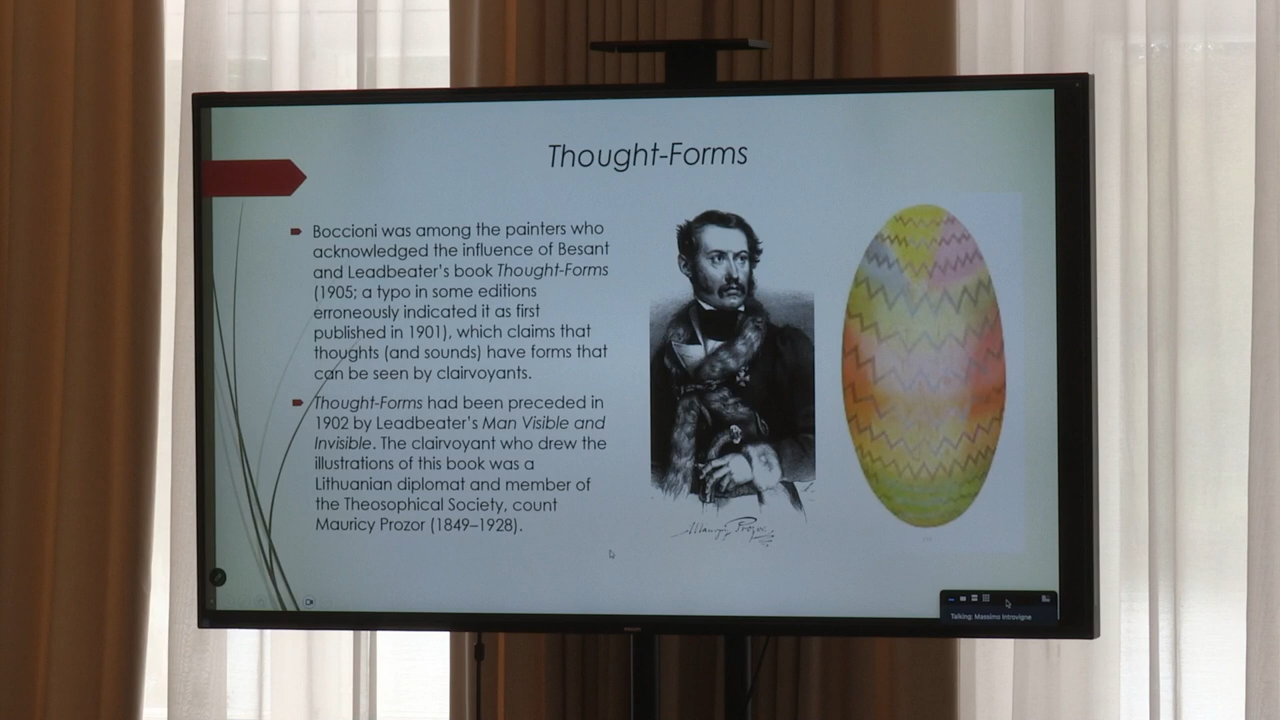 Thought-Forms
Boccioni was among the painters who
acknowledged the influence of Besant
and Leadbeater's book Thought-Forms
(1905; a typo in some editions
erroneously indicated it as first
published in 1901), which claims that
thoughts (and sounds) have forms that
can be seen by clairvoyants.
Thought-Forms had been preceded in
1902 by Leadbeater's Man Visible and
Invisible. The clairvoyant who drew the
illustrations of this book was a
Lithuanian diplomat and member of
the Theosophical Society, count
Mauricy Prozor (1849–1928).
Talking: Massimo Introvigne